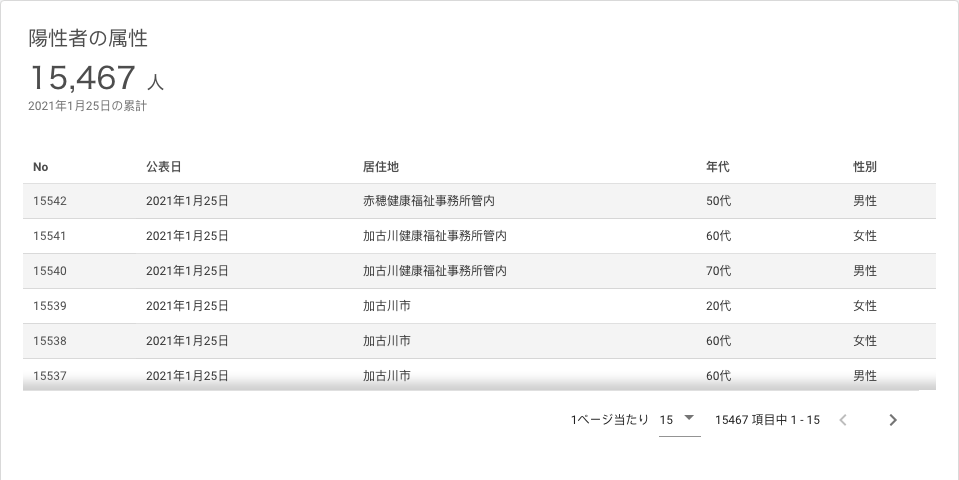 陽性者の属性
15,467 人
2021年1月25日の累計
No 公表日 居住地 年代 性別
15542 2021年1月25日 赤穂健康福祉事務所管内 50代 男性
15541 2021年1月25日 加古川健康福祉事務所管内 60代 女性
15540 2021年1月25日 加古川健康福祉事務所管内 70代 男性
15539 2021年1月25日 加古川市 20代 女性
15538 2021年1月25日 加古川市 60代 女性
15537 2021年1月25日 加古川市 60代 男性
1ページ当たり 15 15467 項目中 1 - 15